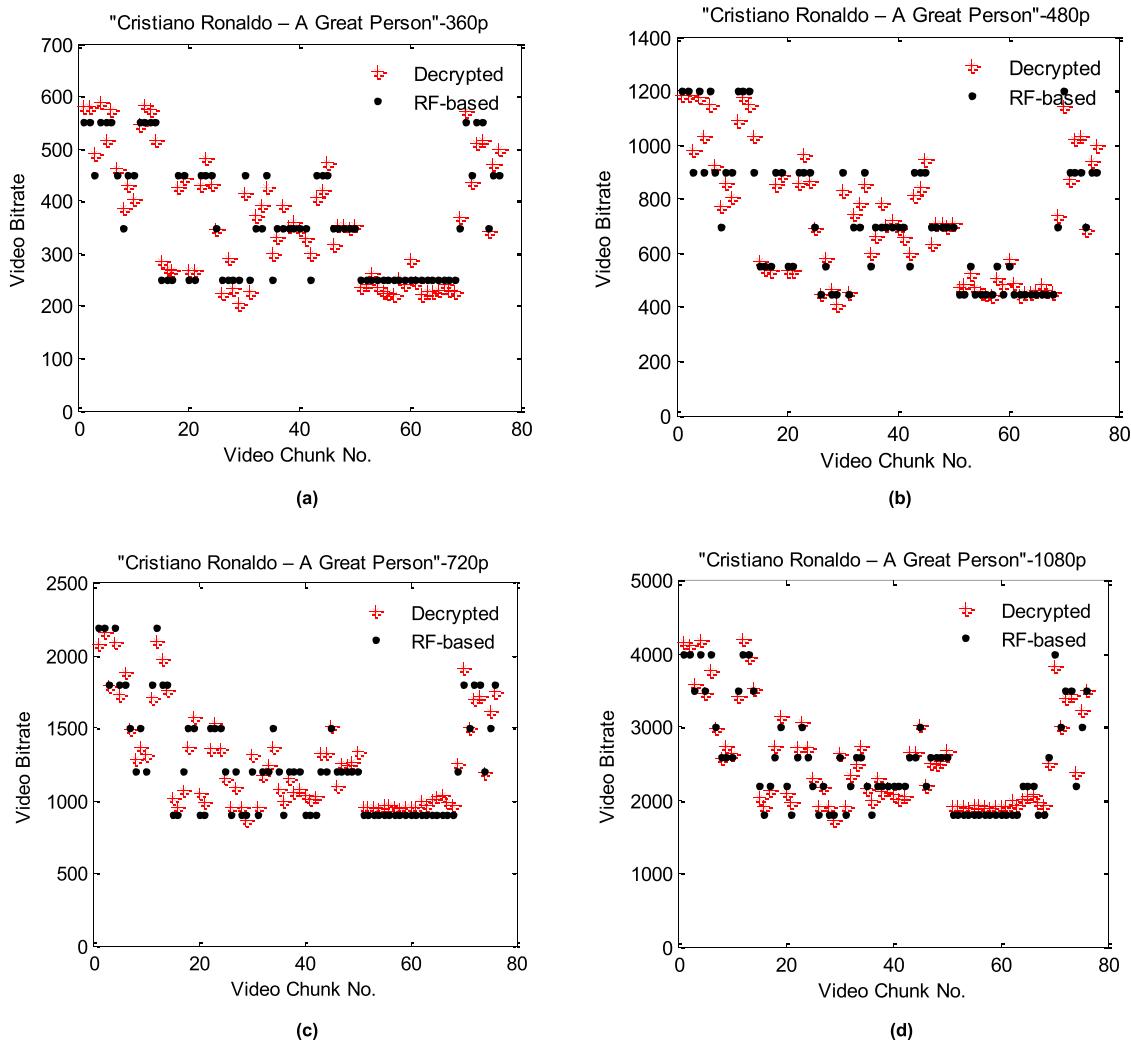 "Cristiano Ronaldo – A Great Person"-360p
700
600
500
400
300
200
100
0
Video Bitrate
Decrypted
RF-based
0 20 40 60 80
Video Chunk No.
(a)
"Cristiano Ronaldo – A Great Person"-480p
1400
1200
1000
800
600
400
200
0
Video Bitrate
Decrypted
RF-based
0 20 40 60 80
Video Chunk No.
(b)
"Cristiano Ronaldo – A Great Person"-720p
2500
2000
1500
1000
500
0
Video Bitrate
Decrypted
RF-based
0 20 40 60 80
Video Chunk No.
(c)
"Cristiano Ronaldo – A Great Person"-1080p
5000
4000
3000
2000
1000
0
Video Bitrate
Decrypted
RF-based
0 20 40 60 80
Video Chunk No.
(d)